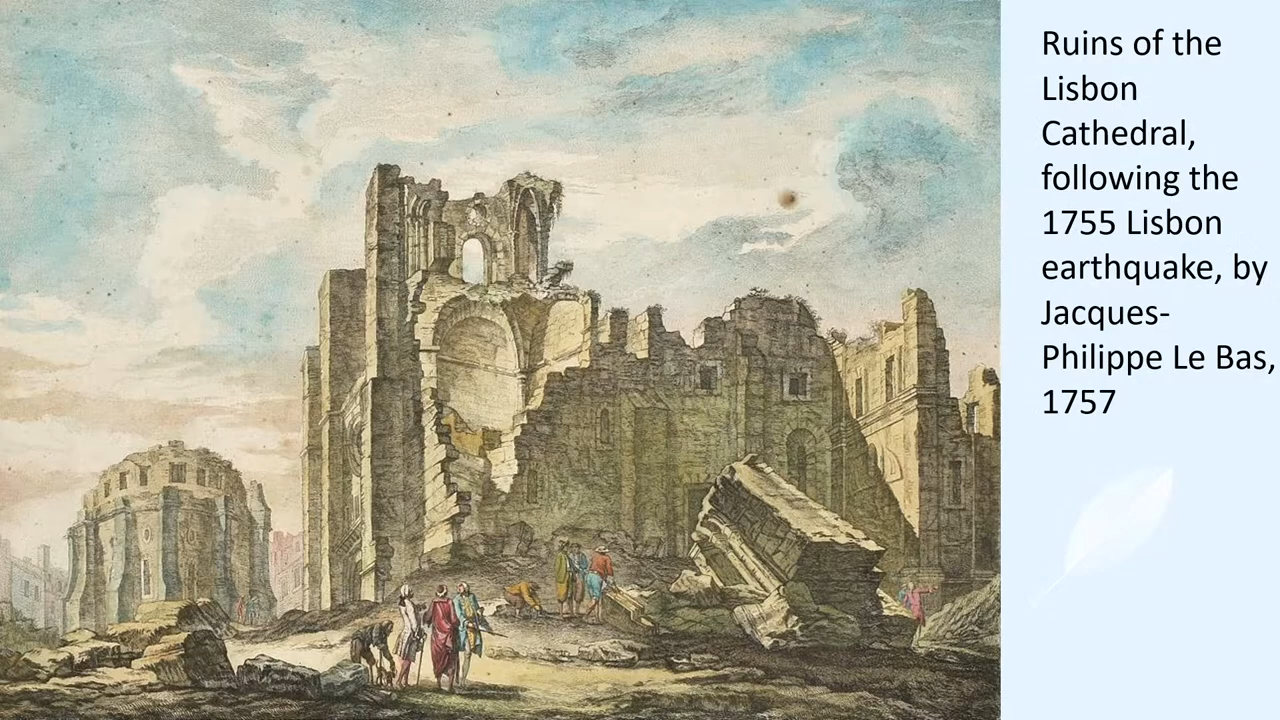 Ruins of the
Lisbon
Cathedral,
following the
1755 Lisbon
earthquake, by
Jacques-
Philippe Le Bas,
1757